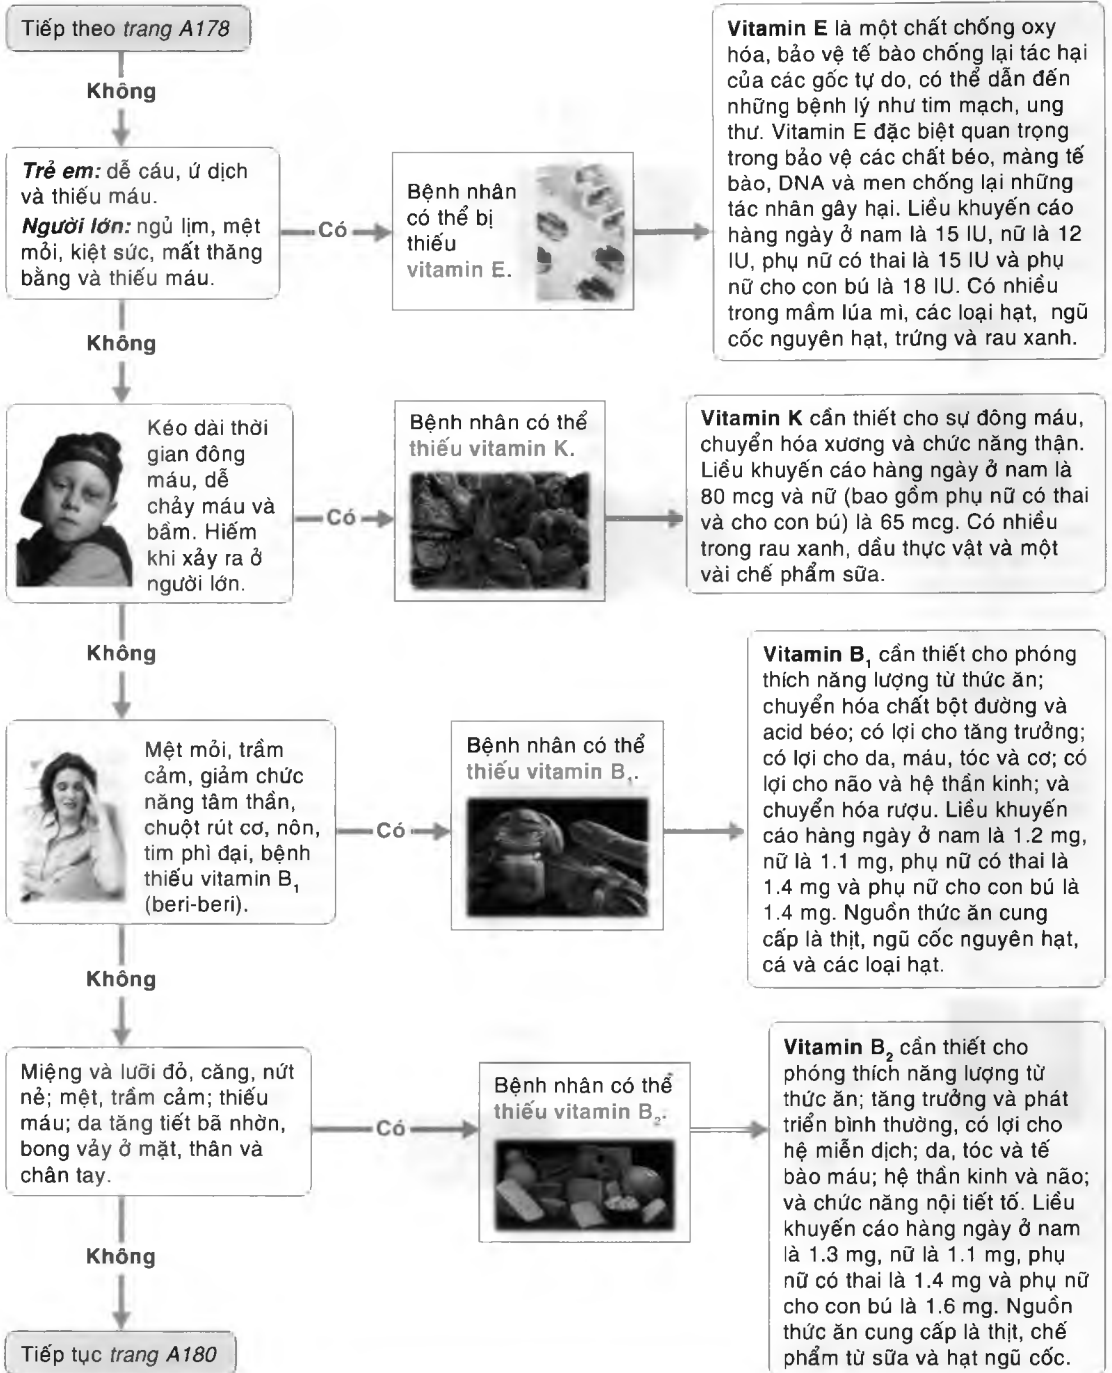 Tiếp theo trang A178
Không
Trẻ em: dễ cáu, ứ dịch
và thiếu máu.
Người lớn: ngủ lịm, mệt
mỏi, kiệt sức, mất thăng
bằng và thiếu máu.
Có
Bệnh nhân
có thể bị
thiếu
vitamin E.
Vitamin E là một chất chống oxy
hóa, bảo vệ tế bào chống lại tác hại
của các gốc tự do, có thể dẫn đến
những bệnh lý như tim mạch, ung
thư. Vitamin E đặc biệt quan trọng
trong bảo vệ các chất béo, màng tế
bào, DNA và men chống lại những
tác nhân gây hại. Liều khuyến cáo
hàng ngày ở nam là 15 IU, nữ là 12
IU, phụ nữ có thai là 15 IU và phụ
nữ cho con bú là 18 IU. Có nhiều
trong mầm lúa mì, các loại hạt, ngũ
cốc nguyên hạt, trứng và rau xanh.
Không
Kéo dài thời
gian đông
máu, dễ
chảy máu và
bầm. Hiếm
khi xảy ra ở
người lớn.
Có
Bệnh nhân có thể
thiếu vitamin K.
Vitamin K cần thiết cho sự đông máu,
chuyển hóa xương và chức năng thận.
Liều khuyến cáo hàng ngày ở nam là
80 mcg và nữ (bao gồm phụ nữ có thai
và cho con bú) là 65 mcg. Có nhiều
trong rau xanh, dầu thực vật và một
vài chế phẩm sữa.
Không
Mệt mỏi, trầm
cảm, giảm chức
năng tâm thần,
chuột rút cơ, nôn,
tim phì đại, bệnh
thiếu vitamin B₁
(beri-beri).
Có
Bệnh nhân có thể
thiếu vitamin B₁.
Vitamin B₁ cần thiết cho phóng
thích năng lượng từ thức ăn;
chuyển hóa chất bột đường và
acid béo; có lợi cho tăng trưởng;
có lợi cho da, máu, tóc và cơ; có
lợi cho não và hệ thần kinh; và
chuyển hóa rượu. Liều khuyến
cáo hàng ngày ở nam là 1.2 mg,
nữ là 1.1 mg, phụ nữ có thai là
1.4 mg và phụ nữ cho con bú là
1.4 mg. Nguồn thức ăn cung
cấp là thịt, ngũ cốc nguyên hạt,
cá và các loại hạt.
Không
Miệng và lưỡi đỏ, căng, nứt
nẻ; mệt, trầm cảm; thiếu
máu; da tăng tiết bã nhờn,
bong vảy ở mặt, thân và
chân tay.
Có
Bệnh nhân có thể
thiếu vitamin B₂.
Vitamin B₂ cần thiết cho
phóng thích năng lượng từ
thức ăn; tăng trưởng và phát
triển bình thường, có lợi cho
hệ miễn dịch; da, tóc và tế
bào máu; hệ thần kinh và não;
và chức năng nội tiết tố. Liều
khuyến cáo hàng ngày ở nam
là 1.3 mg, nữ là 1.1 mg, phụ
nữ có thai là 1.4 mg và phụ nữ
cho con bú là 1.6 mg. Nguồn
thức ăn cung cấp là thịt, chế
phẩm từ sữa và hạt ngũ cốc.
Không
Tiếp tục trang A180